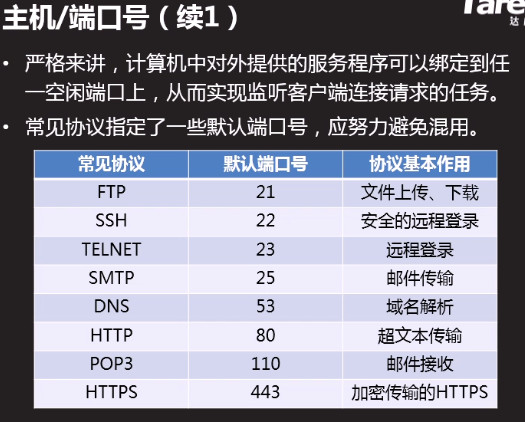 主机/端口号（续1）
Tare
达
• 严格来讲，计算机中对外提供的服务程序可以绑定到任
一空闲端口上，从而实现监听客户端连接请求的任务。
• 常见协议指定了一些默认端口号，应努力避免混用。
常见协议 默认端口号 协议基本作用
FTP 21 文件上传、下载
SSH 22 安全的远程登录
TELNET 23 远程登录
SMTP 25 邮件传输
DNS 53 域名解析
HTTP 80 超文本传输
POP3 110 邮件接收
HTTPS 443 加密传输的HTTPS